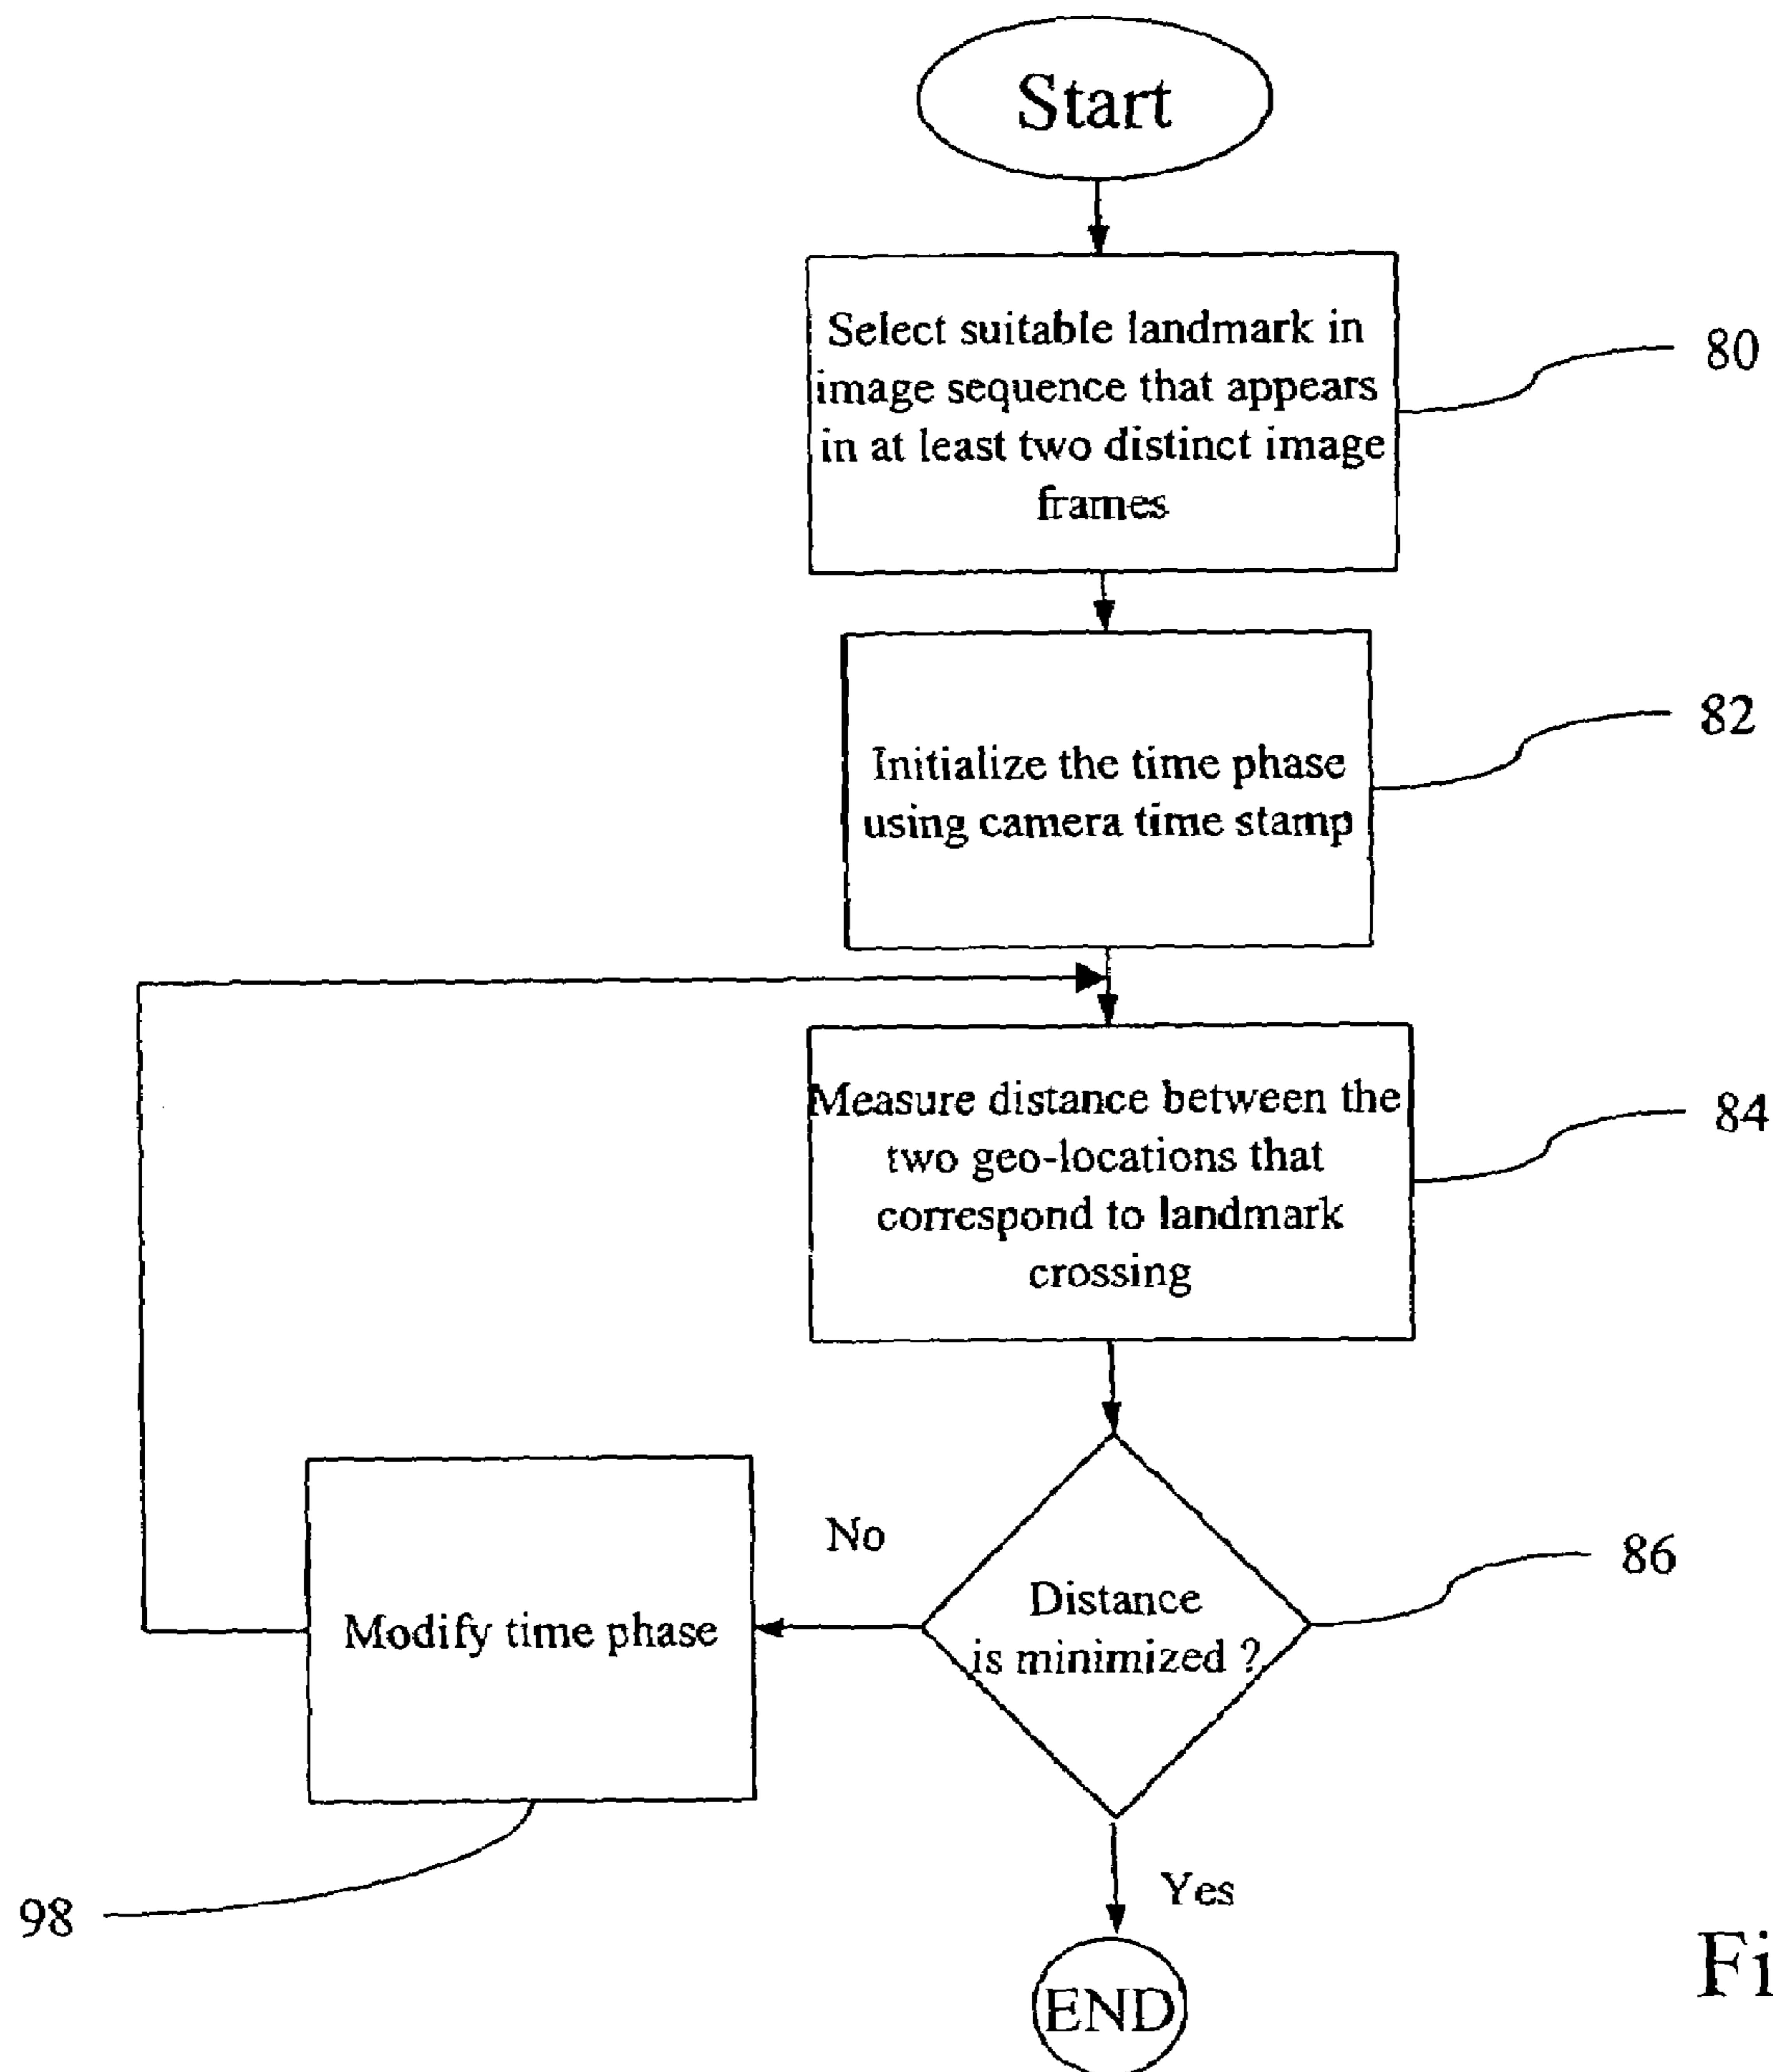 Start
Select suitable landmark in
image sequence that appears
in at least two distinct image
frames
80
Initialize the time phase
using camera time stamp
82
Measure distance between the
two geo-locations that
correspond to landmark
crossing
84
No
Distance
is minimized ?
86
Modify time phase
98
Yes
END
Fi